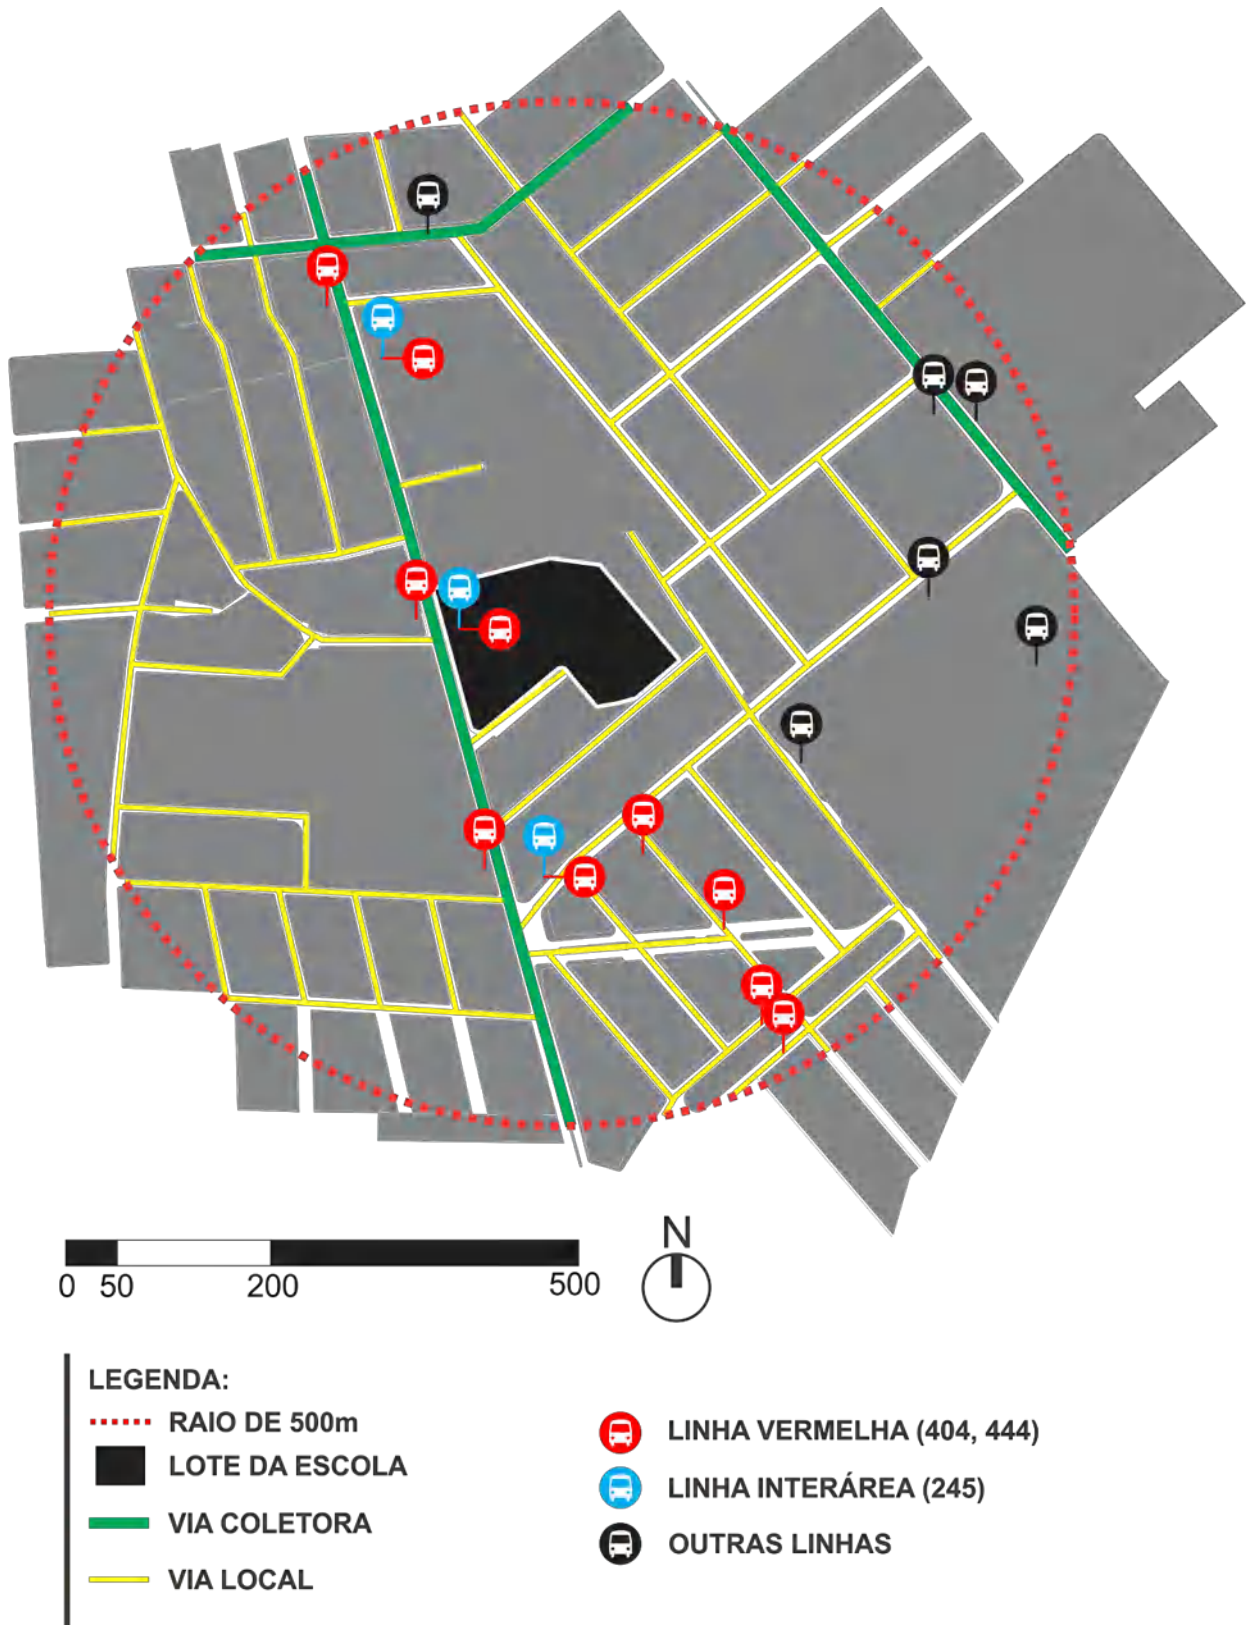 N
0 50 200 500
LEGENDA:
RAIO DE 500m
LOTE DA ESCOLA
VIA COLETORA
VIA LOCAL
LINHA VERMELHA (404, 444)
LINHA INTERÁREA (245)
OUTRAS LINHAS